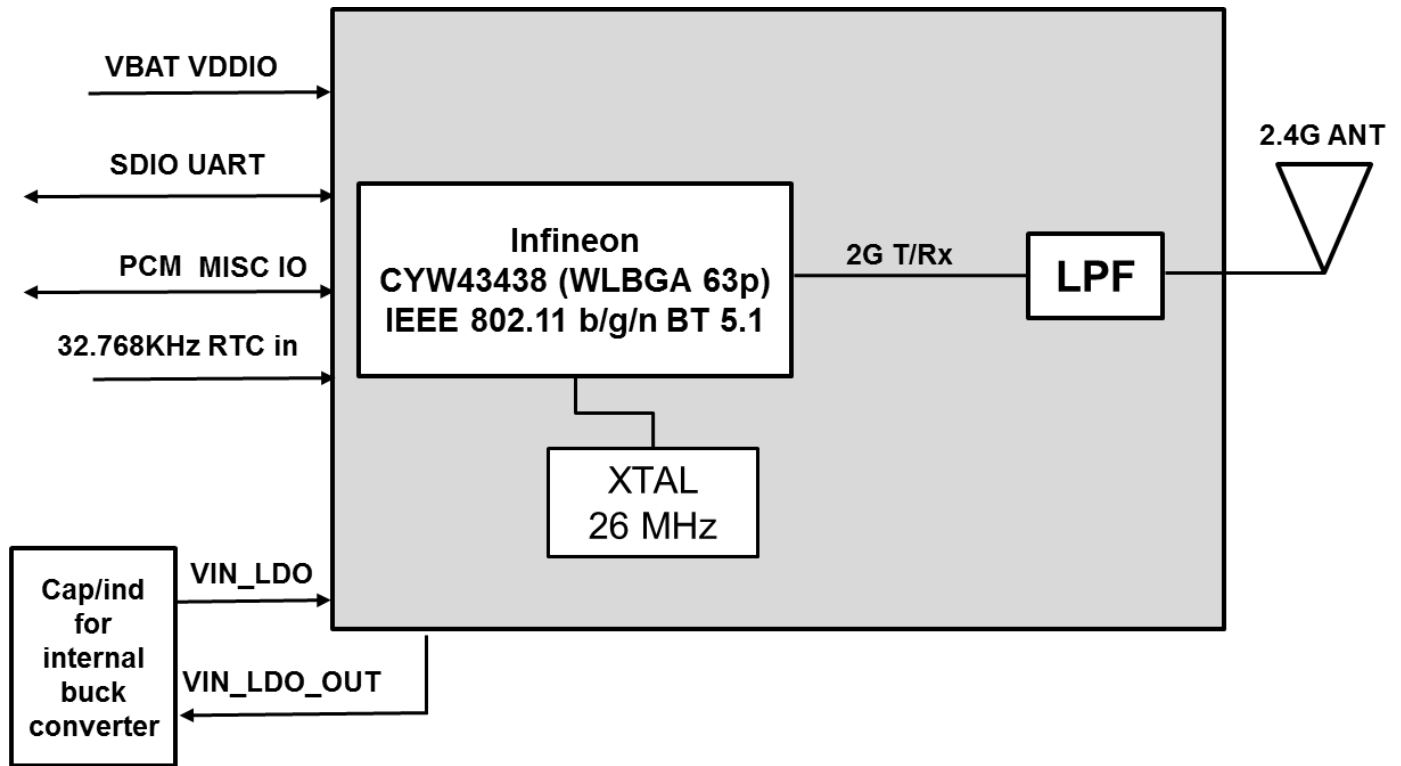 VBAT VDDIO
SDIO UART
PCM MISC IO
32.768KHz RTC in
Infineon
CYW43438 (WLBGA 63p)
IEEE 802.11 b/g/n BT 5.1
2G T/Rx
LPF
2.4G ANT
XTAL
26 MHz
Cap/ind
for
internal
buck
converter
VIN_LDO
VIN_LDO_OUT